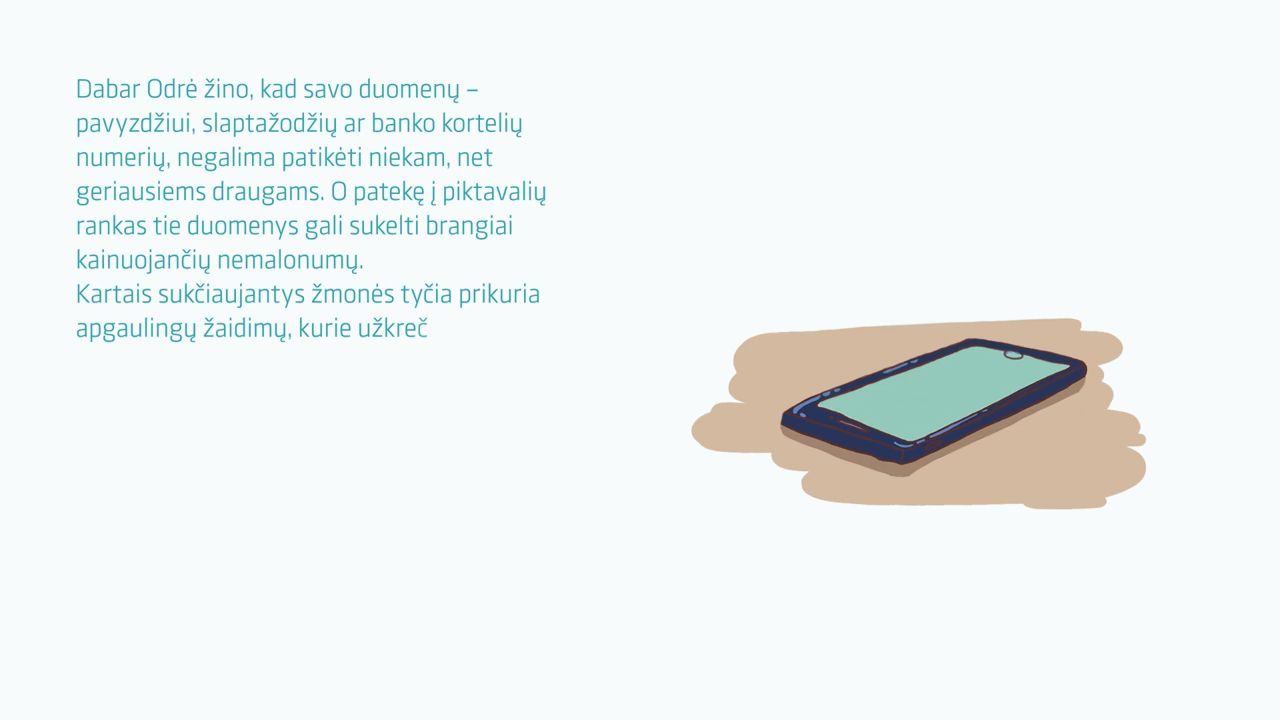 Dabar Odrė žino, kad savo duomenų –
pavyzdžiui, slaptažodžių ar banko kortelių
numerių, negalima patikėti niekam, net
geriausiems draugams. O patekę į piktavalių
rankas tie duomenys gali sukelti brangiai
kainuojančių nemalonumų.
Kartais sukčiaujantys žmonės tyčia prikuria
apgaulingų žaidimų, kurie užkreč